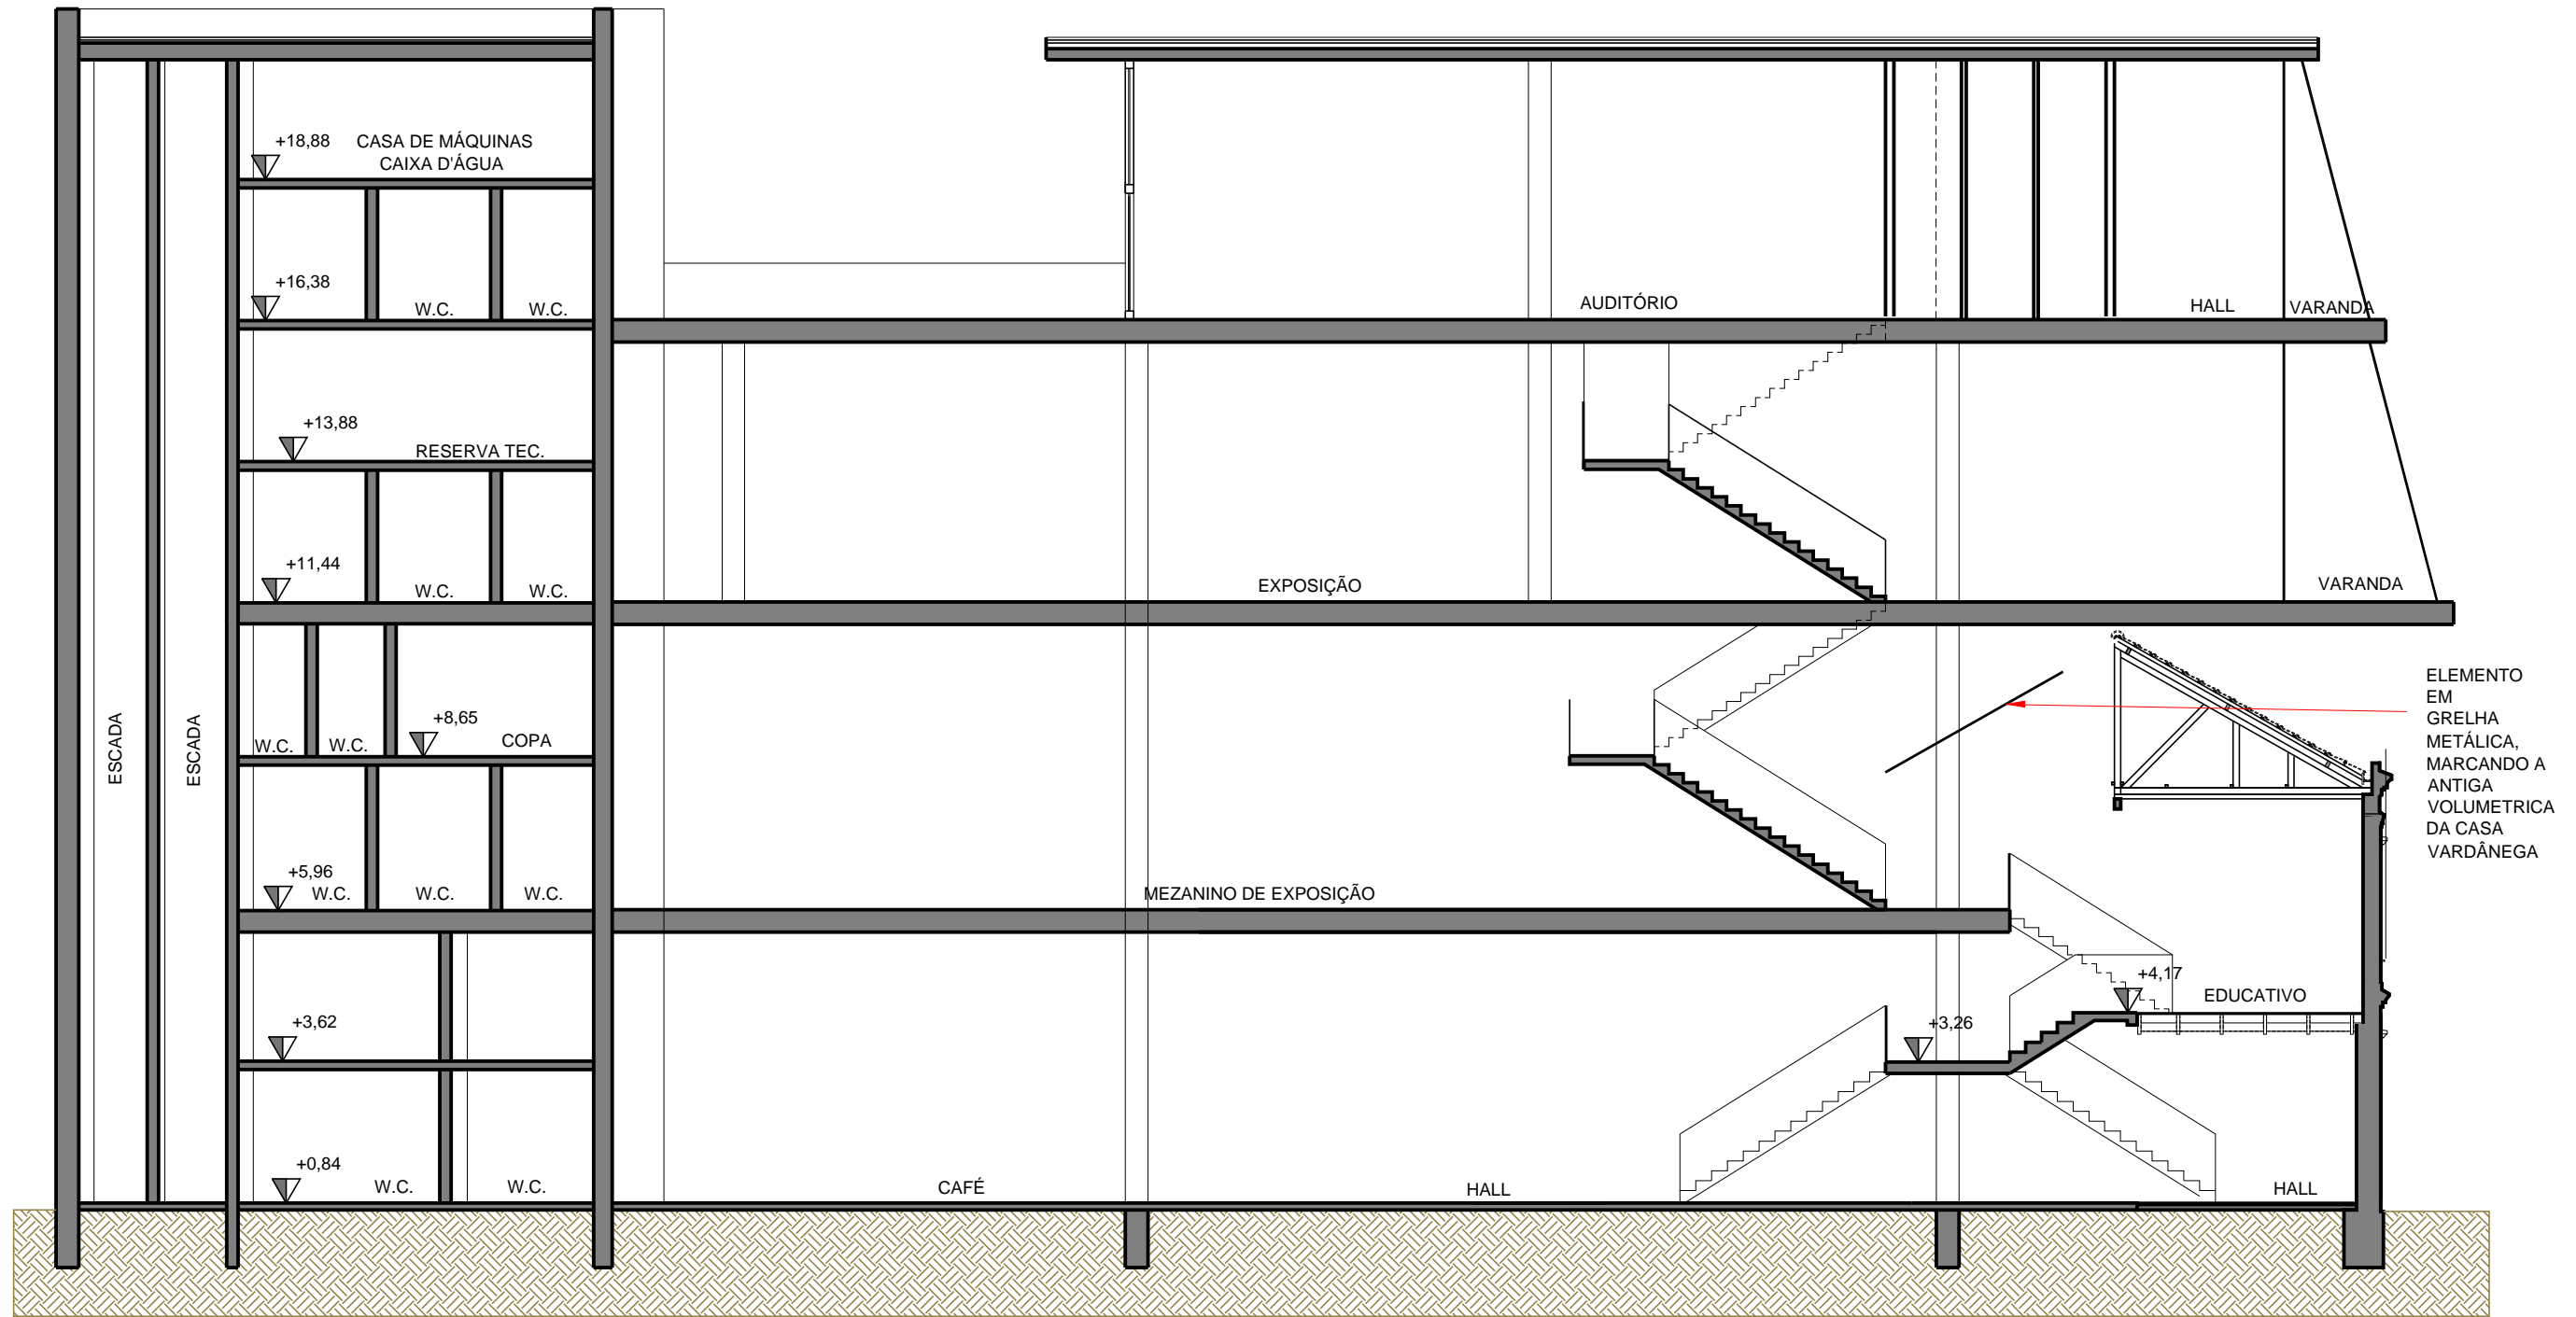 +18,88 CASA DE MÁQUINAS
CAIXA D'ÁGUA
+16,38
W.C. W.C. AUDITÓRIO HALL VARANDA
+13,88
RESERVA TEC.
+11,44
W.C. W.C. EXPOSIÇÃO VARANDA
ELEMENTO
EM
GRELHA
METÁLICA,
MARCANDO A
ANTIGA
VOLUMETRICA
DA CASA
VARDÂNEGA
ESCADA
ESCADA
+8,65
W.C. W.C. COPA
+5,96
W.C. W.C. W.C. MEZANINO DE EXPOSIÇÃO
+4,17
EDUCATIVO
+3,62 +3,26
+0,84
W.C. W.C. CAFÉ HALL HALL